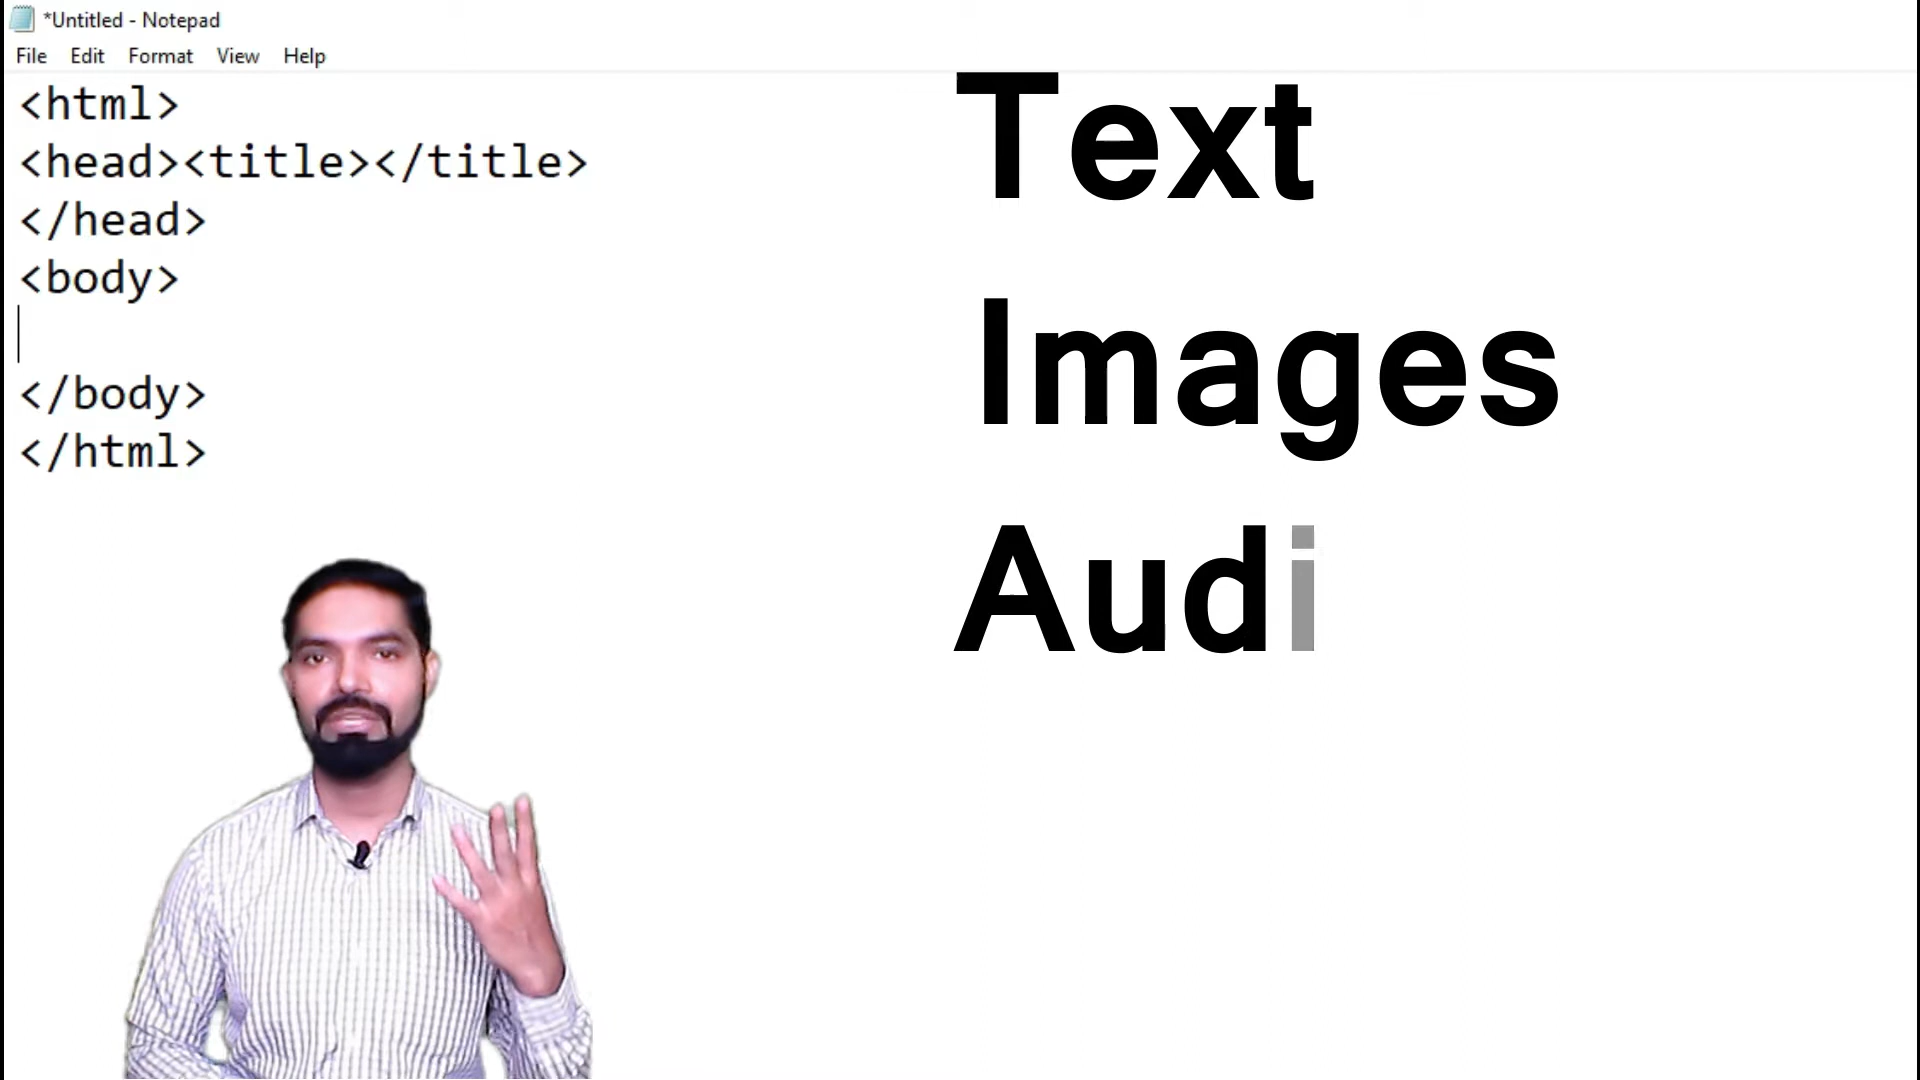 *Untitled - Notepad
File Edit Format View Help
<html>
<head><title></title>
</head>
<body>
</body>
</html>
Text
Images
Audi